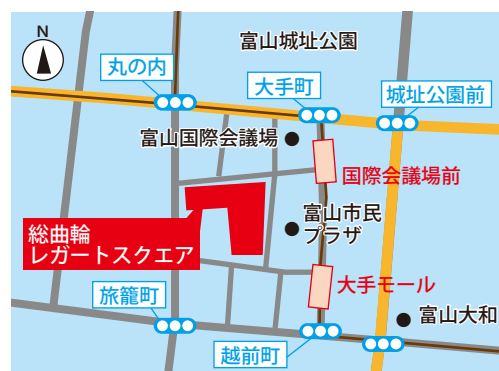 N
富山城址公園
丸の内
大手町
城址公園前
富山国際会議場
国際会議場前
富山市民
プラザ
総曲輪
レガートスクエア
大手モール
旅籠町
富山大和
越前町